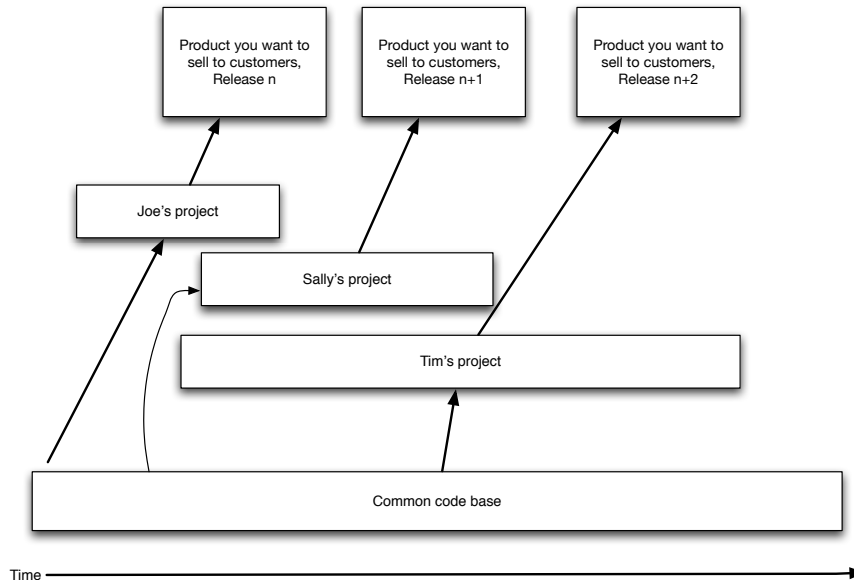 Product you want to
sell to customers,
Release n
Product you want to
sell to customers,
Release n+1
Product you want to
sell to customers,
Release n+2
Joe's project
Sally's project
Tim's project
Common code base
Time